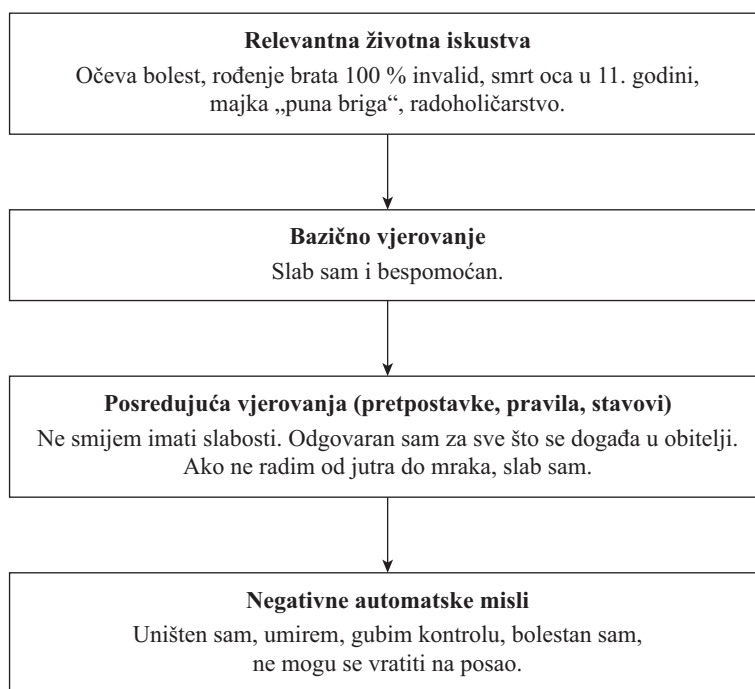 Relevantna životna iskustva
Očeva bolest, rođenje brata 100 % invalid, smrt oca u 11. godini,
majka „puna briga“, radoholičarstvo.
Bazično vjerovanje
Slab sam i bespomoćan.
Posredujuća vjerovanja (pretpostavke, pravila, stavovi)
Ne smijem imati slabosti. Odgovaran sam za sve što se događa u obitelji.
Ako ne radim od jutra do mraka, slab sam.
Negativne automatske misli
Uništen sam, umirem, gubim kontrolu, bolestan sam,
ne mogu se vratiti na posao.